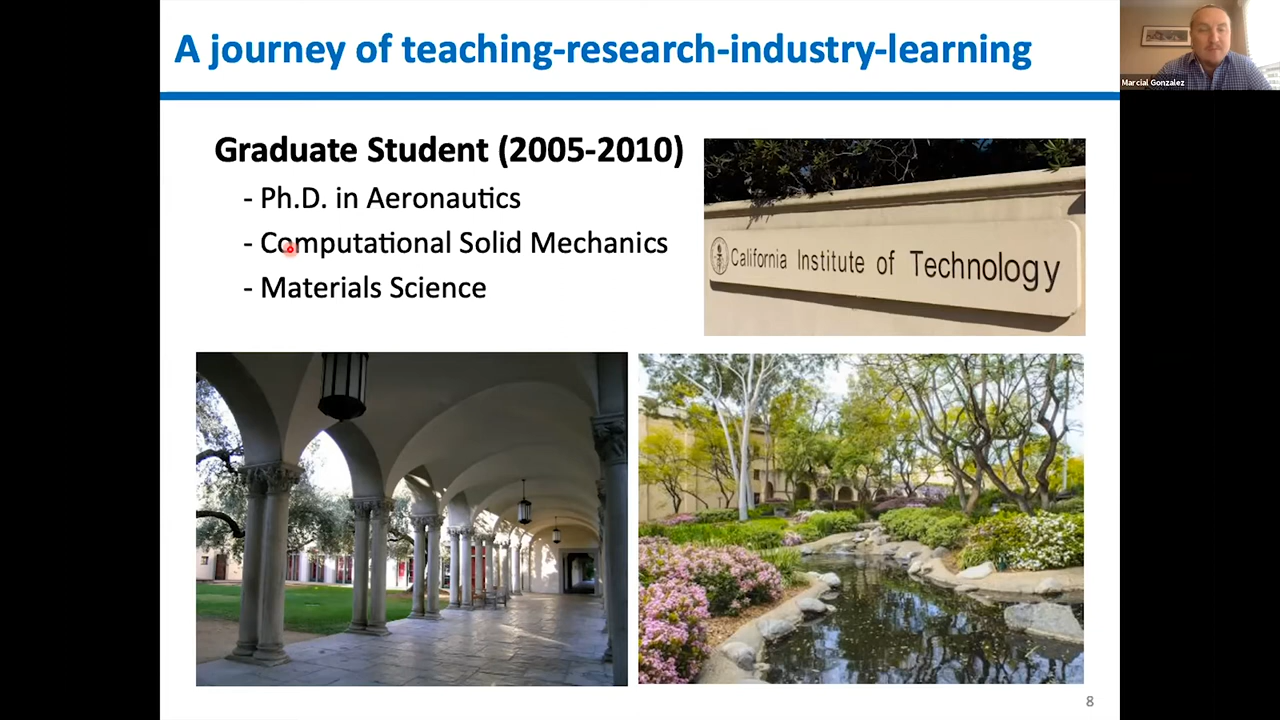 A journey of teaching-research-industry-learning
Marcial Gonzalez
Graduate Student (2005-2010)
- Ph.D. in Aeronautics
- Computational Solid Mechanics
- Materials Science
California Institute of Technology
8